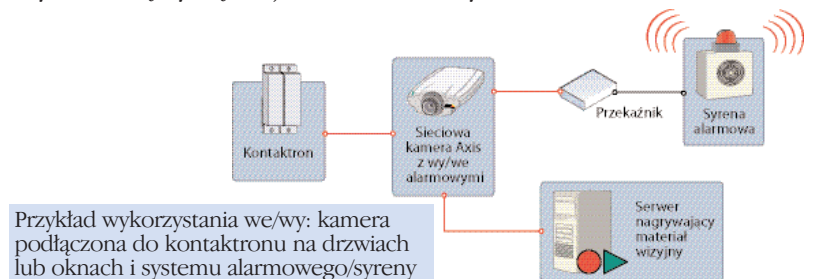 Kontaktron
Sieciowa
kamera Axis
z wy/we
alarmowymi
Przekaźnik
Syrena
alarmowa
Serwer
nagrywający
materiał
wizyjny
Przykład wykorzystania we/wy: kamera
podłączona do kontaktronu na drzwiach
lub oknach i systemu alarmowego/syreny